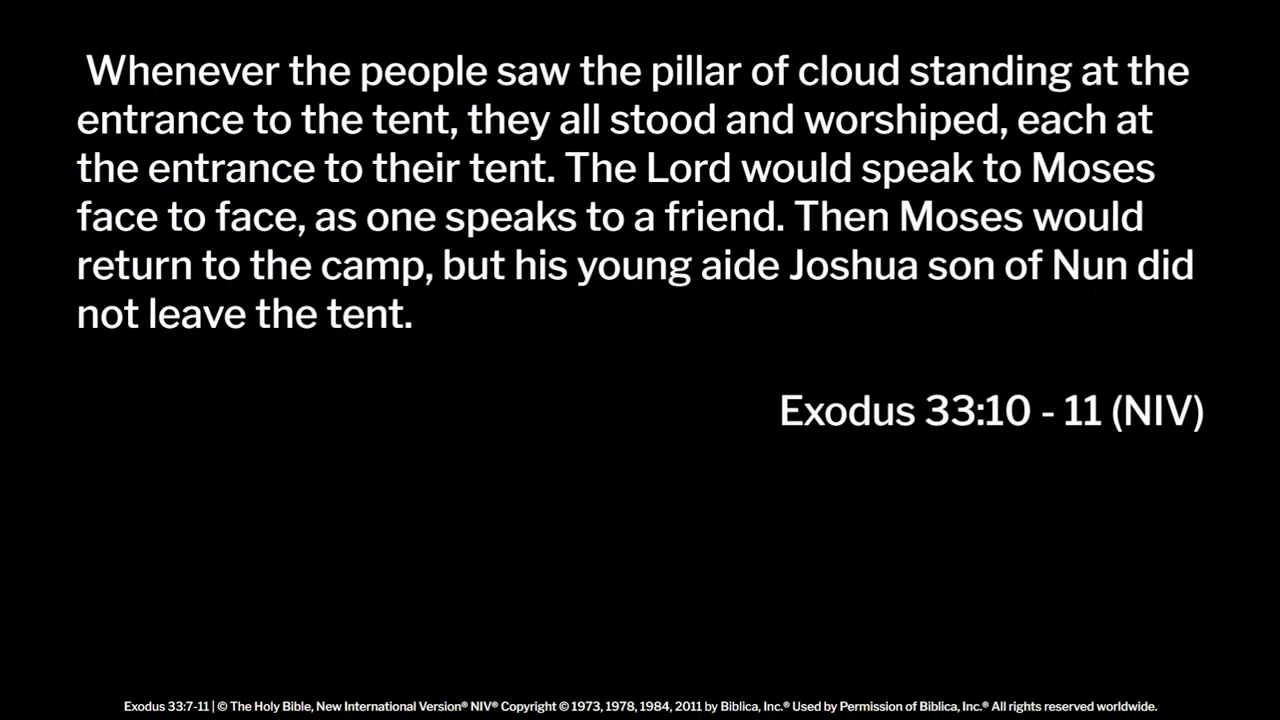 Whenever the people saw the pillar of cloud standing at the
entrance to the tent, they all stood and worshiped, each at
the entrance to their tent. The Lord would speak to Moses
face to face, as one speaks to a friend. Then Moses would
return to the camp, but his young aide Joshua son of Nun did
not leave the tent.
Exodus 33:10 - 11 (NIV)
Exodus 33:7-11 | © The Holy Bible, New International Version® NIV® Copyright © 1973, 1978, 1984, 2011 by Biblica, Inc.® Used by Permission of Biblica, Inc.® All rights reserved worldwide.